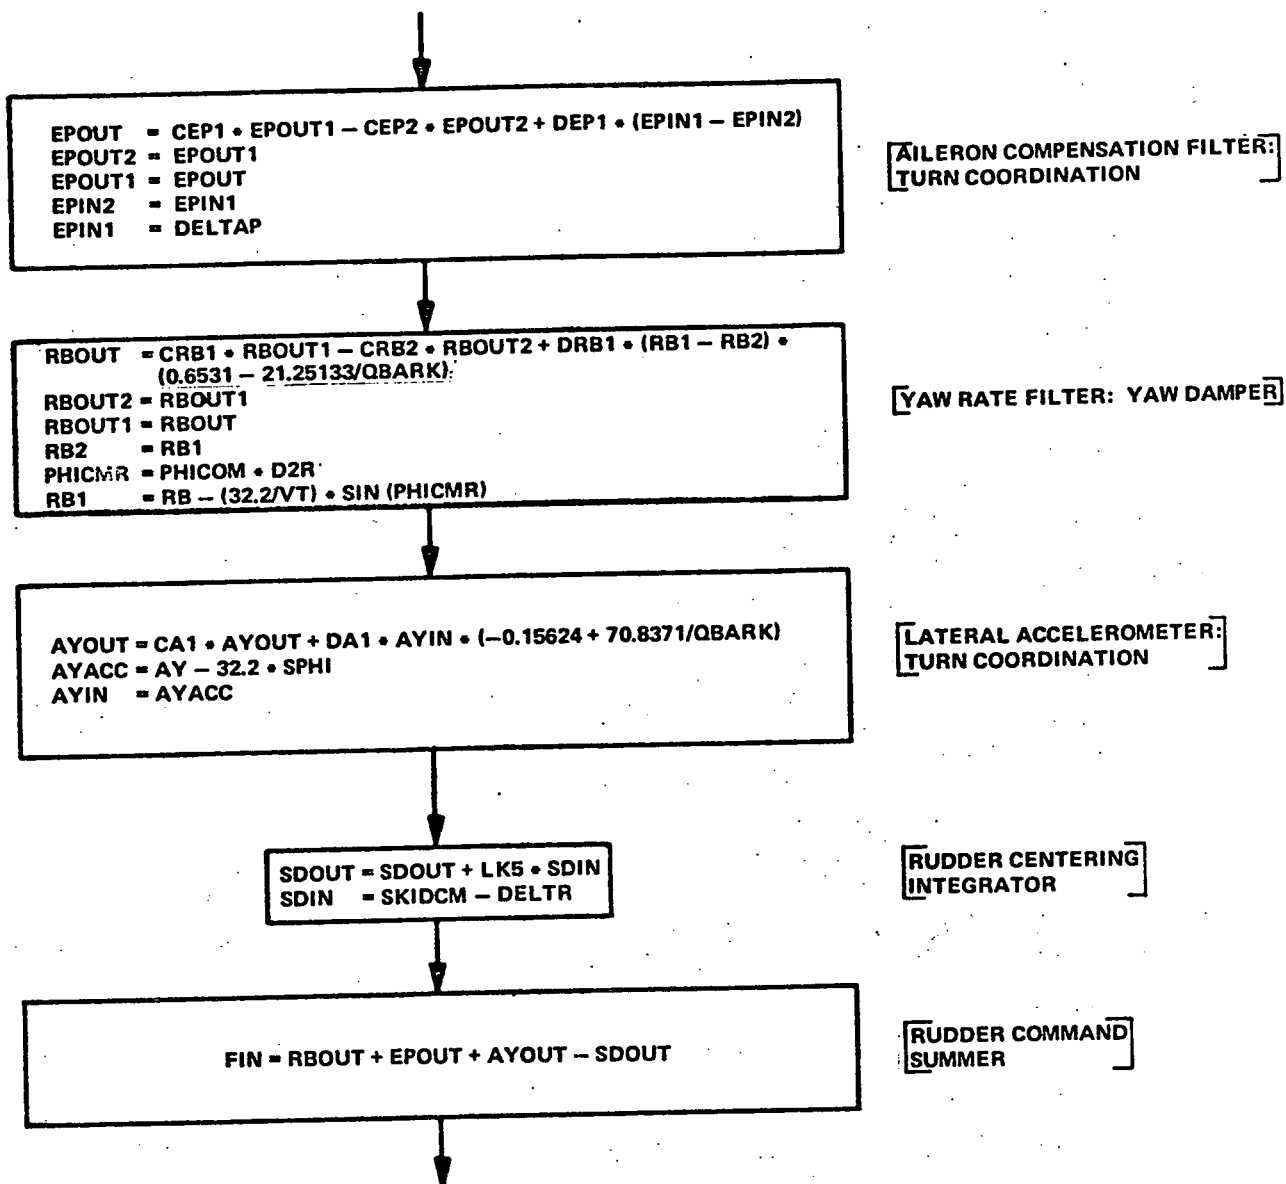 EPOUT = CEP1 * EPOUT1 – CEP2 * EPOUT2 + DEP1 * (EPIN1 – EPIN2)
EPOUT2 = EPOUT1
EPOUT1 = EPOUT
EPIN2 = EPIN1
EPIN1 = DELTAP
[AILERON COMPENSATION FILTER:
TURN COORDINATION]
RBOUT = CRB1 * RBOUT1 – CRB2 * RBOUT2 + DRB1 * (RB1 – RB2) *
(0.6531 – 21.25133/QBARK)
RBOUT2 = RBOUT1
RBOUT1 = RBOUT
RB2 = RB1
PHICMR = PHICOM * D2R
RB1 = RB – (32.2/VT) * SIN (PHICMR)
[YAW RATE FILTER: YAW DAMPER]
AYOUT = CA1 * AYOUT + DA1 * AYIN * (–0.15624 + 70.8371/QBARK)
AYACC = AY – 32.2 * SPHI
AYIN = AYACC
[LATERAL ACCELEROMETER:
TURN COORDINATION]
SDOUT = SDOUT + LK5 * SDIN
SDIN = SKIDCM – DELTR
[RUDDER CENTERING
INTEGRATOR]
FIN = RBOUT + EPOUT + AYOUT – SDOUT
[RUDDER COMMAND
SUMMER]